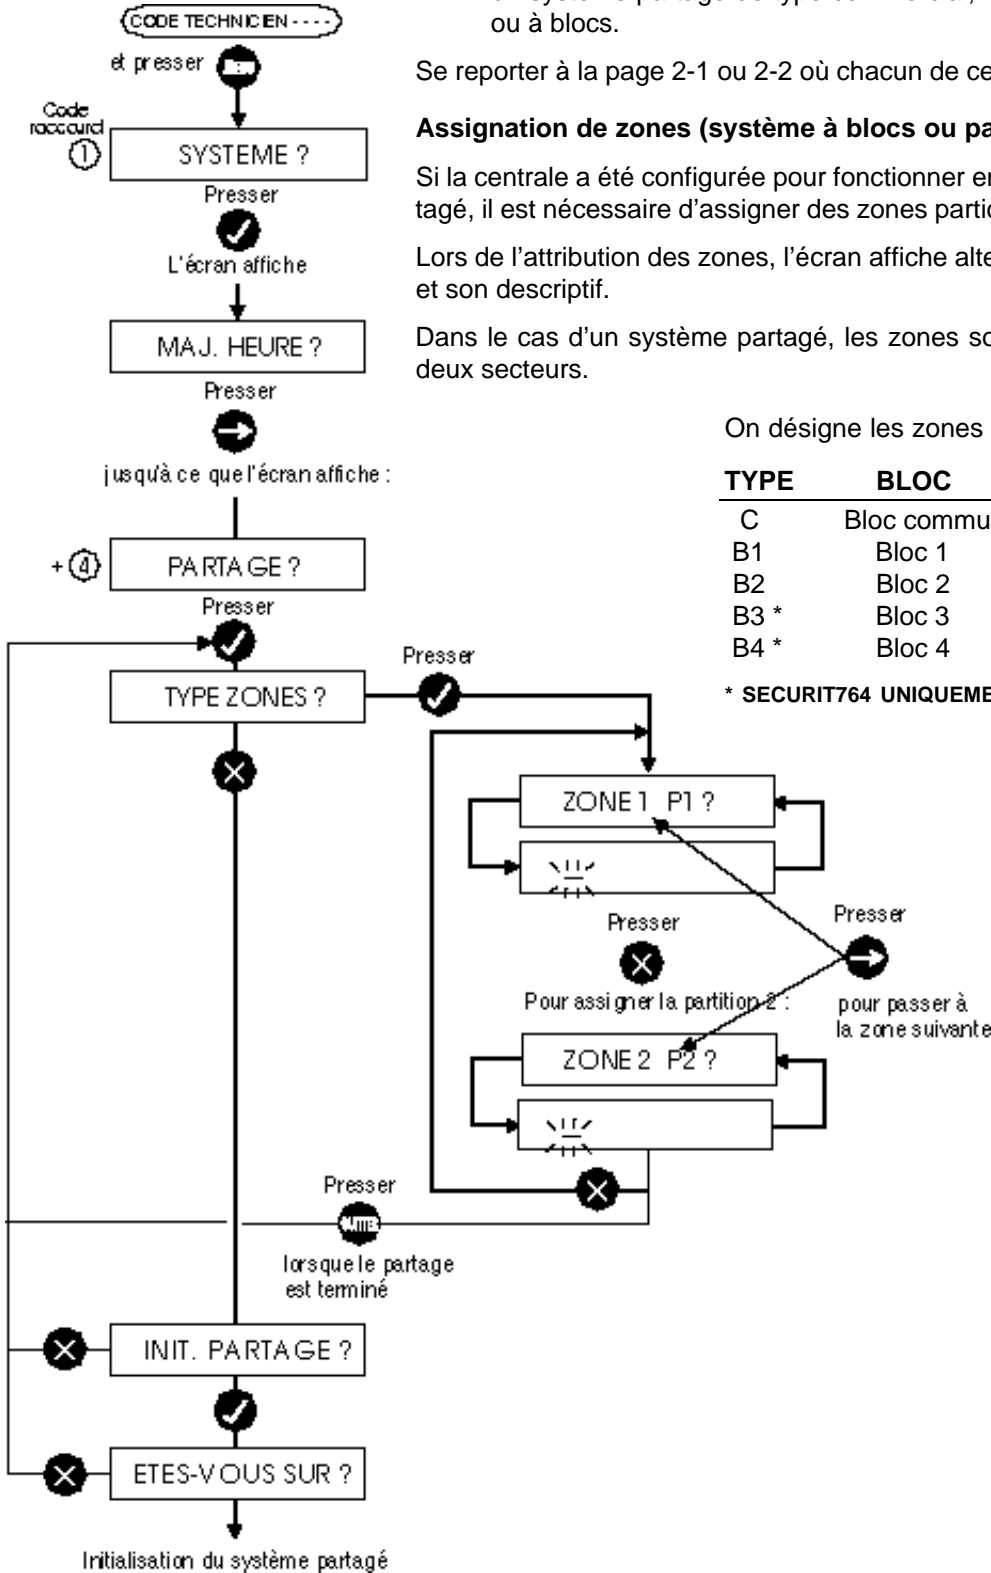 CODE TECHNICIEN - - - -
et presser
Code
raccourci
1
SYSTEME ?
Presser
L'écran affiche
MAJ. HEURE ?
Presser
jusqu'à ce que l'écran affiche :
+ 4
PARTAGE ?
Presser
TYPE ZONES ?
Presser
ou à blocs.
Se reporter à la page 2-1 ou 2-2 où chacun de ce
Assignation de zones (système à blocs ou pa
Si la centrale a été configurée pour fonctionner en
tagé, il est nécessaire d’assigner des zones partic
Lors de l’attribution des zones, l’écran affiche alte
et son descriptif.
Dans le cas d’un système partagé, les zones so
deux secteurs.
On désigne les zones
TYPE BLOC
C Bloc commu
B1 Bloc 1
B2 Bloc 2
B3 * Bloc 3
B4 * Bloc 4
* SECURIT764 UNIQUEME
ZONE 1 P1 ?
Presser
Pour assigner la partition 2 :
Presser
pour passer à
la zone suivante
ZONE 2 P2 ?
Presser
lorsque le partage
est terminé
INIT. PARTAGE ?
ETES-VOUS SUR ?
Initialisation du système partagé